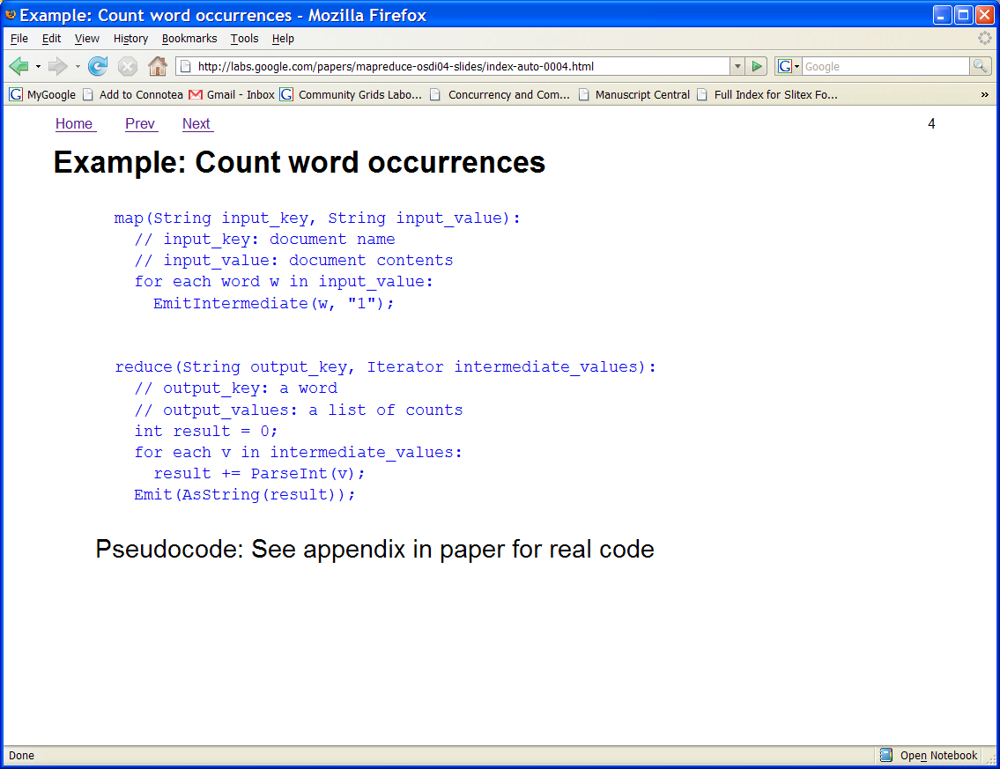 Example: Count word occurrences - Mozilla Firefox
File Edit View History Bookmarks Tools Help
http://labs.google.com/papers/mapreduce-osdi04-slides/index-auto-0004.html G Google
G MyGoogle Add to Connotea Gmail - Inbox G Community Grids Labo... Concurrency and Com... Manuscript Central Full Index for Slitex Fo... »
Home Prev Next 4
Example: Count word occurrences
map(String input_key, String input_value):
// input_key: document name
// input_value: document contents
for each word w in input_value:
EmitIntermediate(w, "1");
reduce(String output_key, Iterator intermediate_values):
// output_key: a word
// output_values: a list of counts
int result = 0;
for each v in intermediate_values:
result += ParseInt(v);
Emit(AsString(result));
Pseudocode: See appendix in paper for real code
Done Open Notebook